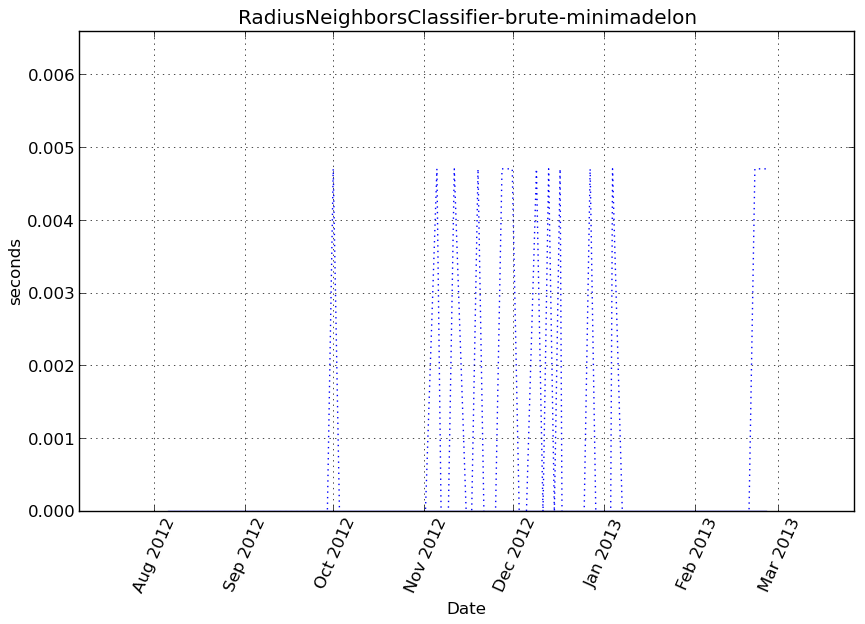 RadiusNeighborsClassifier-brute-minimadelon
0.006
0.005
0.004
0.003
0.002
0.001
0.000
seconds
Aug 2012
Sep 2012
Oct 2012
Nov 2012
Dec 2012
Jan 2013
Feb 2013
Mar 2013
Date